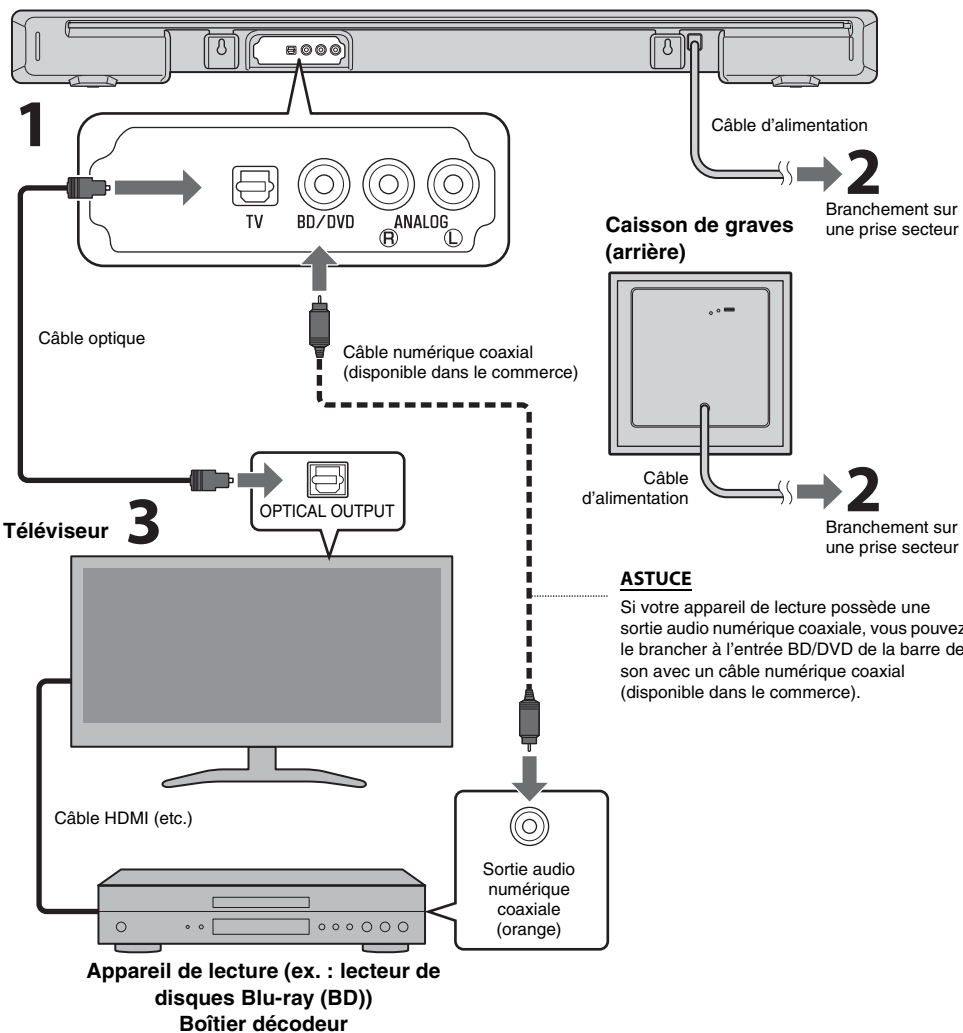 1
Câble d'alimentation
2
Branchement sur
une prise secteur
TV
BD/DVD
ANALOG
R
L
Caisson de graves
(arrière)
Câble optique
Câble numérique coaxial
(disponible dans le commerce)
Câble
d'alimentation
2
Branchement sur
une prise secteur
OPTICAL OUTPUT
Téléviseur
3
ASTUCE
Si votre appareil de lecture possède une
sortie audio numérique coaxiale, vous pouvez
le brancher à l'entrée BD/DVD de la barre de
son avec un câble numérique coaxial
(disponible dans le commerce).
Câble HDMI (etc.)
Sortie audio
numérique
coaxiale
(orange)
Appareil de lecture (ex. : lecteur de
disques Blu-ray (BD))
Boîtier décodeur